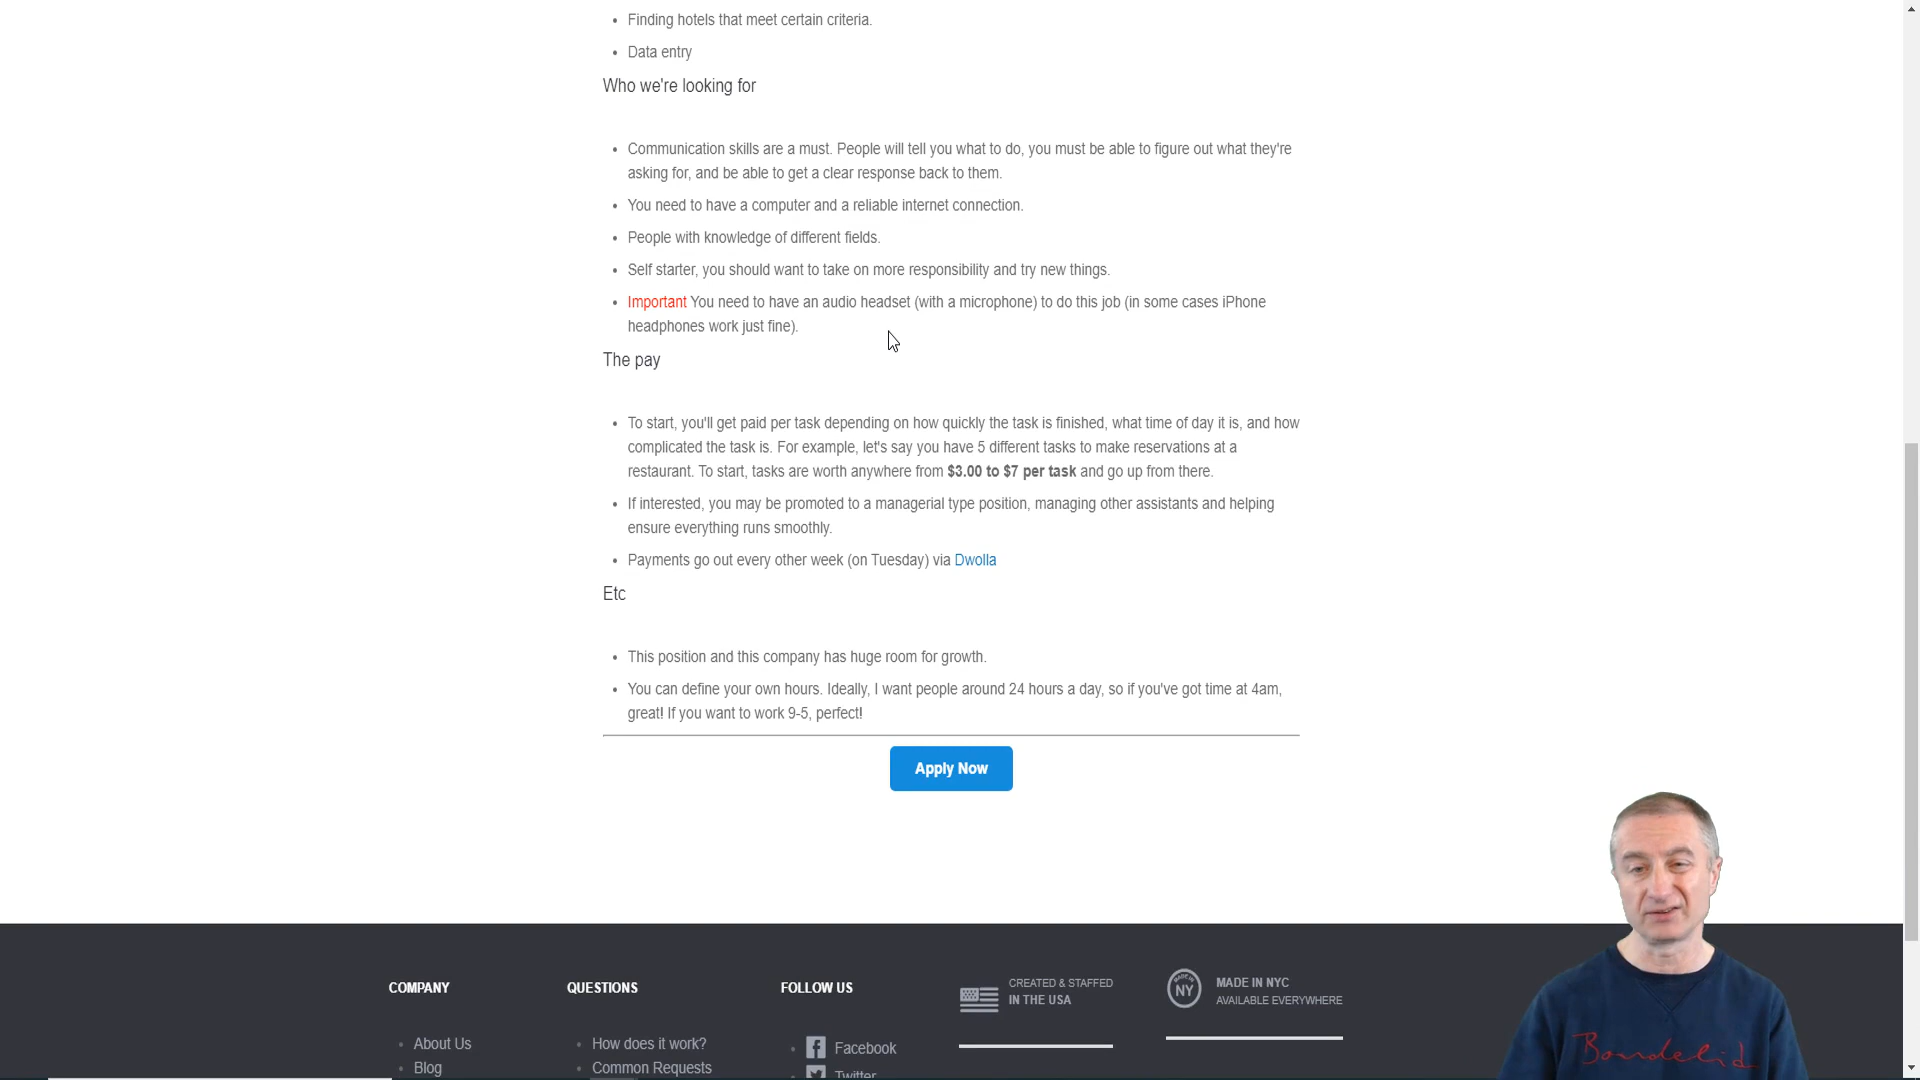 Finding hotels that meet certain criteria.
Data entry
Who we're looking for
Communication skills are a must. People will tell you what to do, you must be able to figure out what they're
asking for, and be able to get a clear response back to them.
You need to have a computer and a reliable internet connection.
People with knowledge of different fields.
Self starter, you should want to take on more responsibility and try new things.
Important You need to have an audio headset (with a microphone) to do this job (in some cases iPhone
headphones work just fine).
The pay
To start, you'll get paid per task depending on how quickly the task is finished, what time of day it is, and how
complicated the task is. For example, let's say you have 5 different tasks to make reservations at a
restaurant. To start, tasks are worth anywhere from $3.00 to $7 per task and go up from there.
If interested, you may be promoted to a managerial type position, managing other assistants and helping
ensure everything runs smoothly.
Payments go out every other week (on Tuesday) via Dwolla
Etc
This position and this company has huge room for growth.
You can define your own hours. Ideally, I want people around 24 hours a day, so if you've got time at 4am,
great! If you want to work 9-5, perfect!
Apply Now
COMPANY
About Us
Blog
QUESTIONS
How does it work?
Common Requests
FOLLOW US
Facebook
Twitter
CREATED & STAFFED
IN THE USA
MADE IN
NY
MADE IN NYC
AVAILABLE EVERYWHERE